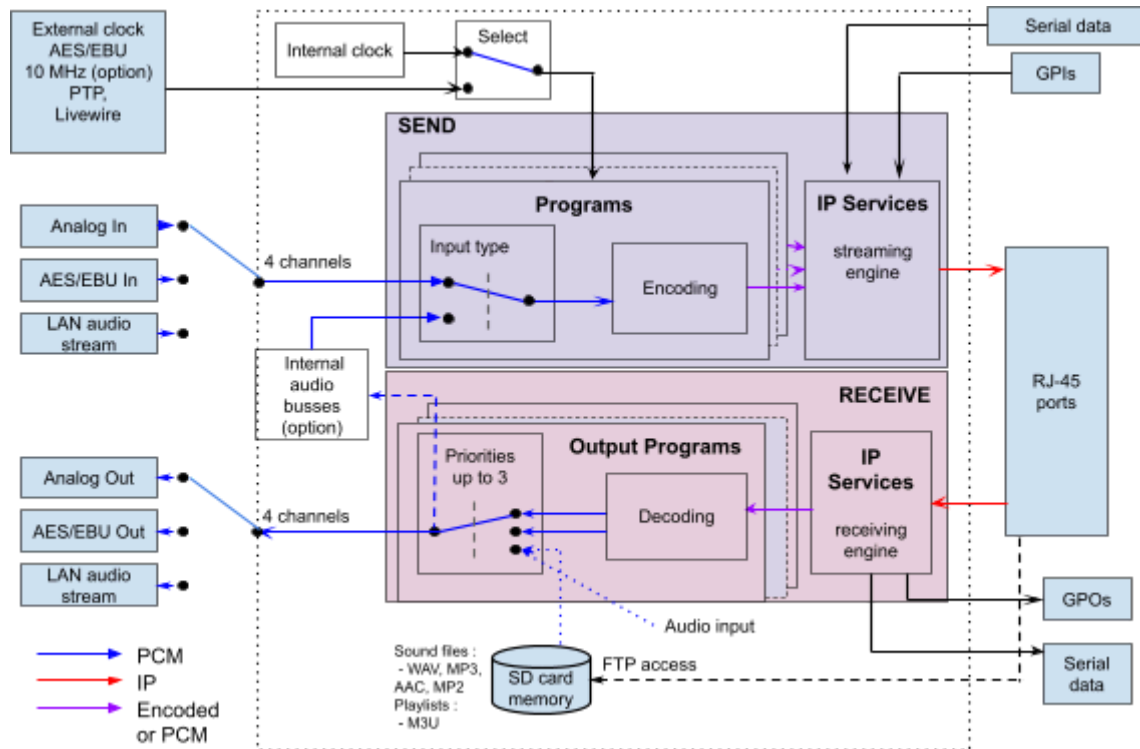 External clock
AES/EBU
10 MHz (option)
PTP,
Livewire
Internal clock
Select
Serial data
GPIs
SEND
Programs
IP Services
streaming
engine
Input type
Encoding
Analog In
AES/EBU In
LAN audio
stream
4 channels
Internal
audio
busses
(option)
RJ-45
ports
RECEIVE
Output Programs
IP
Services
receiving
engine
Priorities
up to 3
Decoding
Analog Out
AES/EBU Out
LAN audio
stream
4 channels
Audio input
GPOs
Serial
data
FTP access
Sound files :
- WAV, MP3,
AAC, MP2
Playlists :
- M3U
SD card
memory
PCM
IP
Encoded
or PCM